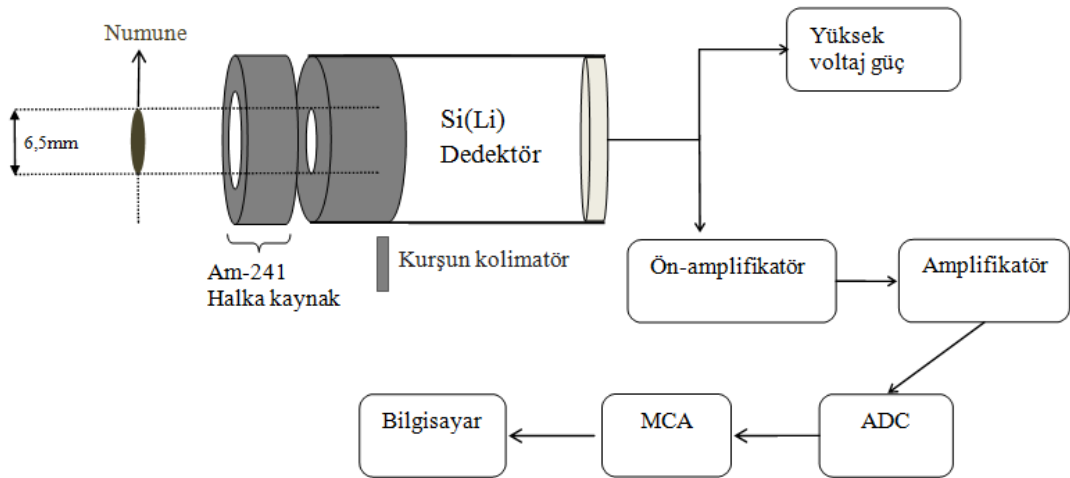 Numune
6,5mm
Am-241
Halka kaynak
Kurşun kolimatör
Si(Li)
Dedektör
Yüksek
voltaj güç
Ön-amplifikatör
Amplifikatör
ADC
MCA
Bilgisayar